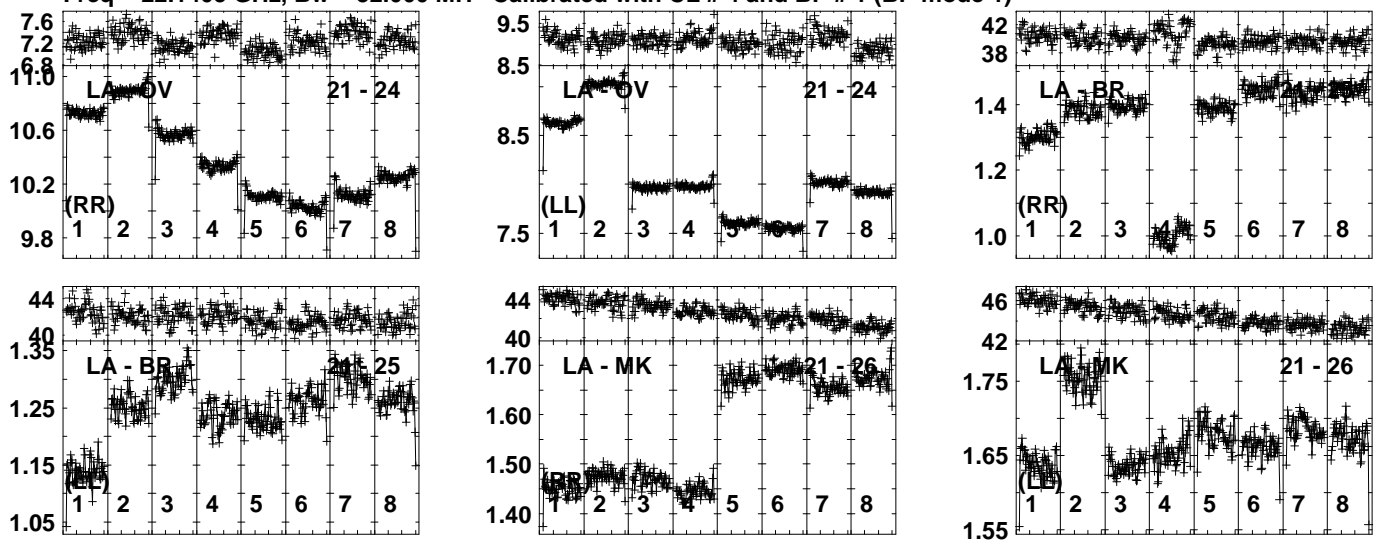 7.6
7.2
6.8
11.0
10.6
10.2
9.8
LA - OV 21 - 24
(RR)
1 2 3 4 5 6 7 8
9.5
8.5
8.5
7.5
LA - OV 21 - 24
(LL)
1 2 3 4 5 6 7 8
42
38
1.4
1.2
1.0
LA - BR 21 - 25
(RR)
1 2 3 4 5 6 7 8
44
40
1.35
1.25
1.15
1.05
LA - BR 21 - 25
(LL)
1 2 3 4 5 6 7 8
44
40
1.70
1.60
1.50
1.40
LA - MK 21 - 26
(RR)
1 2 3 4 5 6 7 8
46
42
1.75
1.65
1.55
LA - MK 21 - 26
(LL)
1 2 3 4 5 6 7 8